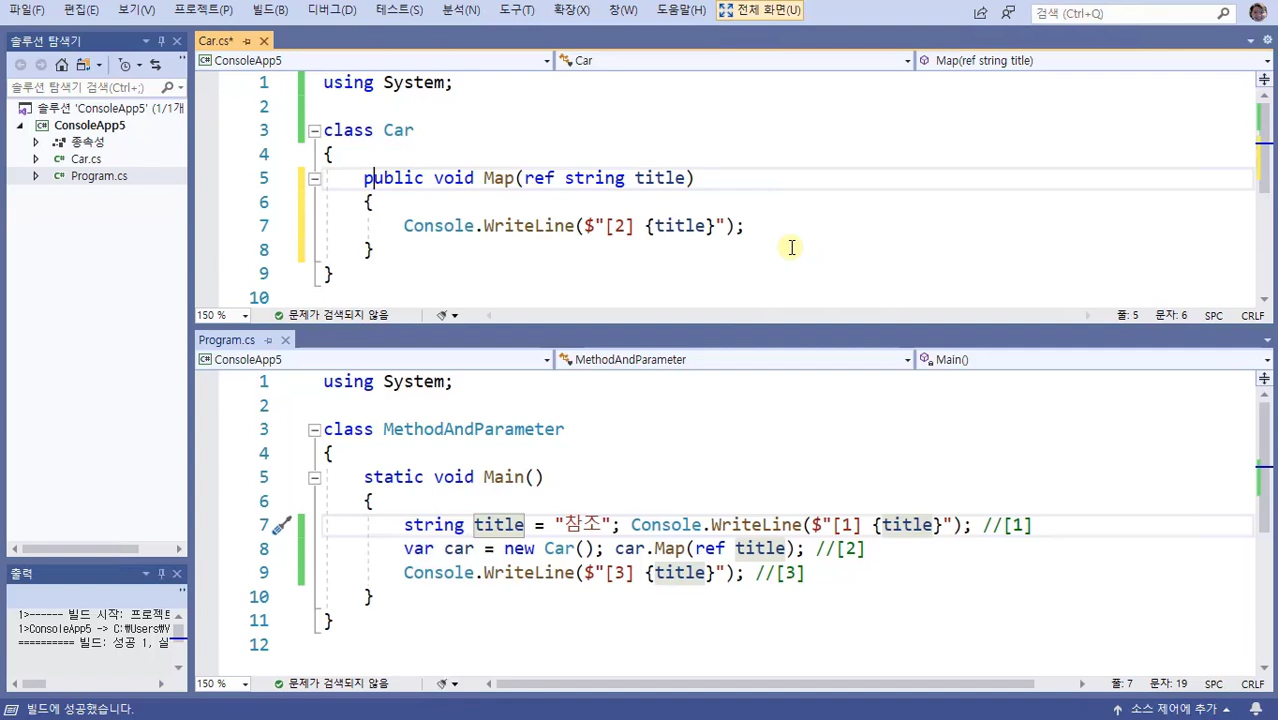 파일(F) 편집(E) 보기(V) 프로젝트(P) 빌드(B) 디버그(D) 테스트(S) 분석(N) 도구(T) 확장(X) 창(W) 도움말(H) 전체 화면(U) 검색 (Ctrl+Q)
솔루션 탐색기
솔루션 탐색기 검색(Ctrl+;)
솔루션 'ConsoleApp5' (1/1개
ConsoleApp5
종속성
Car.cs
Program.cs
출력
1>------ 빌드 시작: 프로젝트
1>ConsoleApp5 -> C:\Users\
========== 빌드: 성공 1, 실
Car.cs*
ConsoleApp5 Car Map(ref string title)
1 using System;
2
3 class Car
4 {
5 public void Map(ref string title)
6 {
7 Console.WriteLine($"[2] {title}");
8 }
9 }
10
150 % 문제가 검색되지 않음 줄: 5 문자: 6 SPC CRLF
Program.cs
ConsoleApp5 MethodAndParameter Main()
1 using System;
2
3 class MethodAndParameter
4 {
5 static void Main()
6 {
7 string title = "참조"; Console.WriteLine($"[1] {title}"); //[1]
8 var car = new Car(); car.Map(ref title); //[2]
9 Console.WriteLine($"[3] {title}"); //[3]
10 }
11 }
12
150 % 문제가 검색되지 않음 줄: 7 문자: 19 SPC CRLF
빌드에 성공했습니다. 소스 제어에 추가